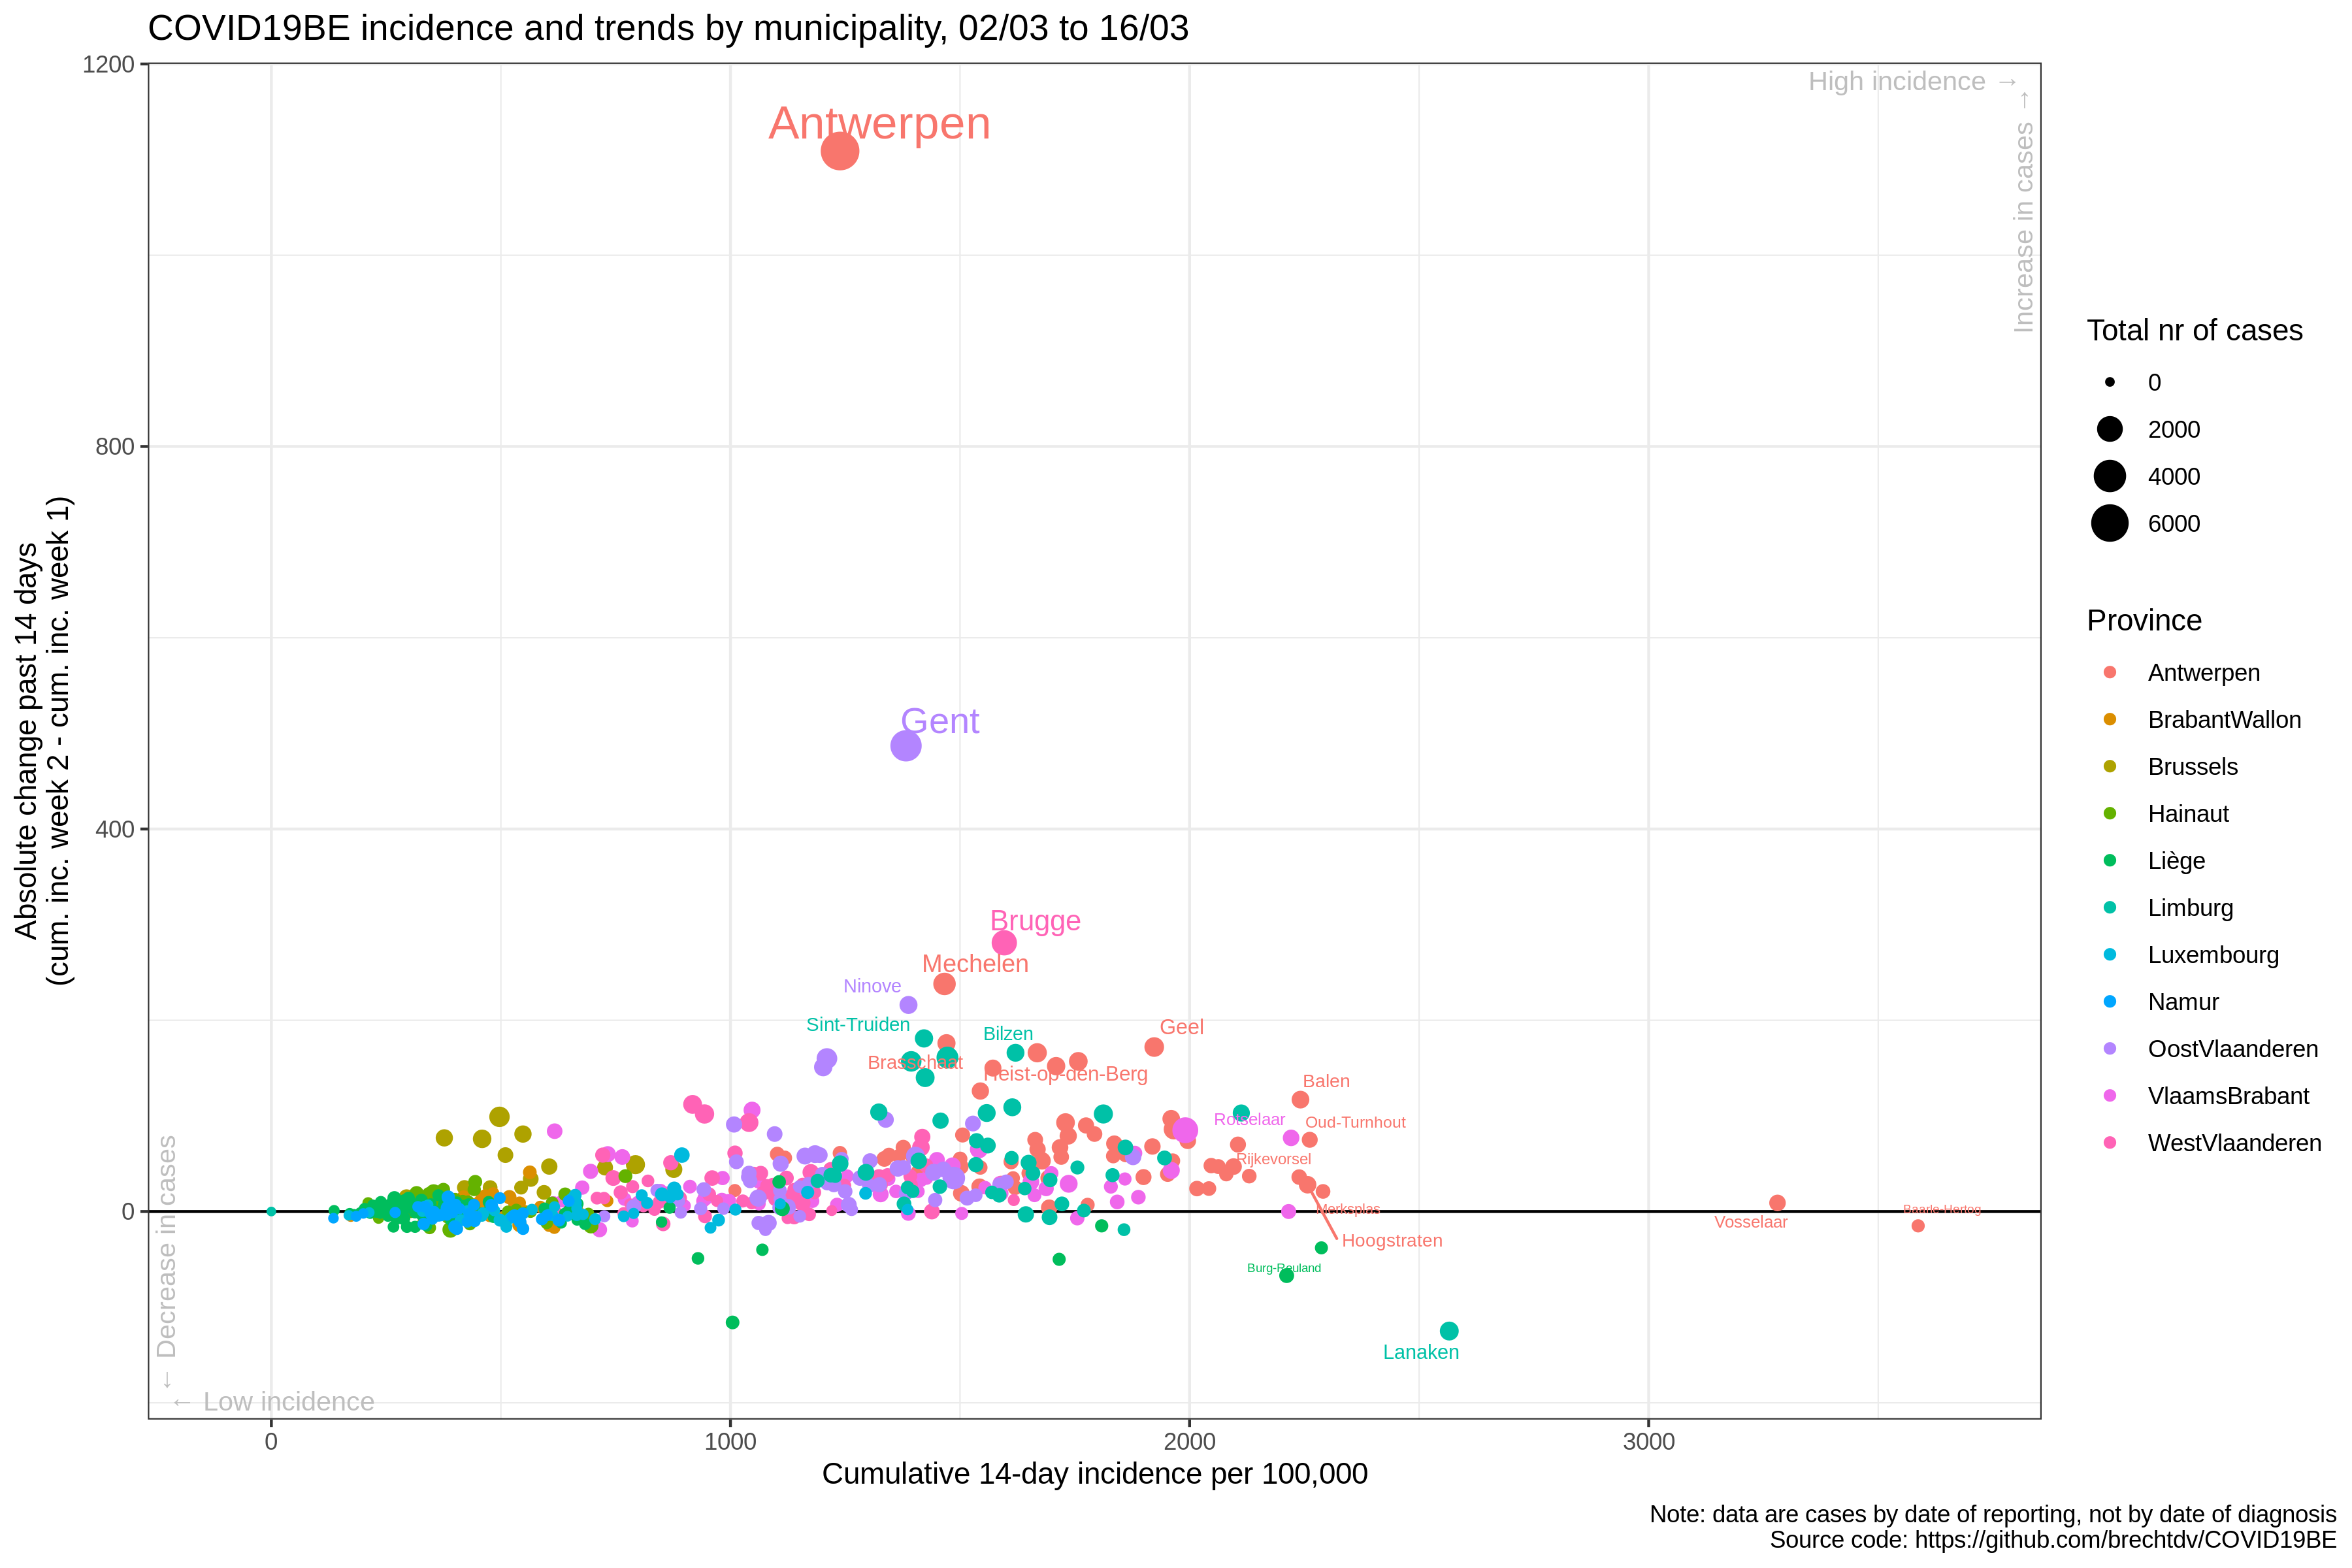 COVID19BE incidence and trends by municipality, 02/03 to 16/03
Absolute change past 14 days
(cum. inc. week 2 - cum. inc. week 1)
1200
800
400
0
High incidence →
Increase in cases →
Antwerpen
Gent
Brugge
Mechelen
Ninove
Sint-Truiden
Bilzen
Geel
Brasschaat
Heist-op-den-Berg
Balen
Rotselaar
Oud-Turnhout
Rijkevorsel
Merksplas
Baarle-Hertog
Vosselaar
Hoogstraten
Burg-Reuland
Lanaken
← Decrease in cases
← Low incidence
0
1000
2000
3000
Cumulative 14-day incidence per 100,000
Total nr of cases
0
2000
4000
6000
Province
Antwerpen
BrabantWallon
Brussels
Hainaut
Liège
Limburg
Luxembourg
Namur
OostVlaanderen
VlaamsBrabant
WestVlaanderen
Note: data are cases by date of reporting, not by date of diagnosis
Source code: https://github.com/brechtdv/COVID19BE